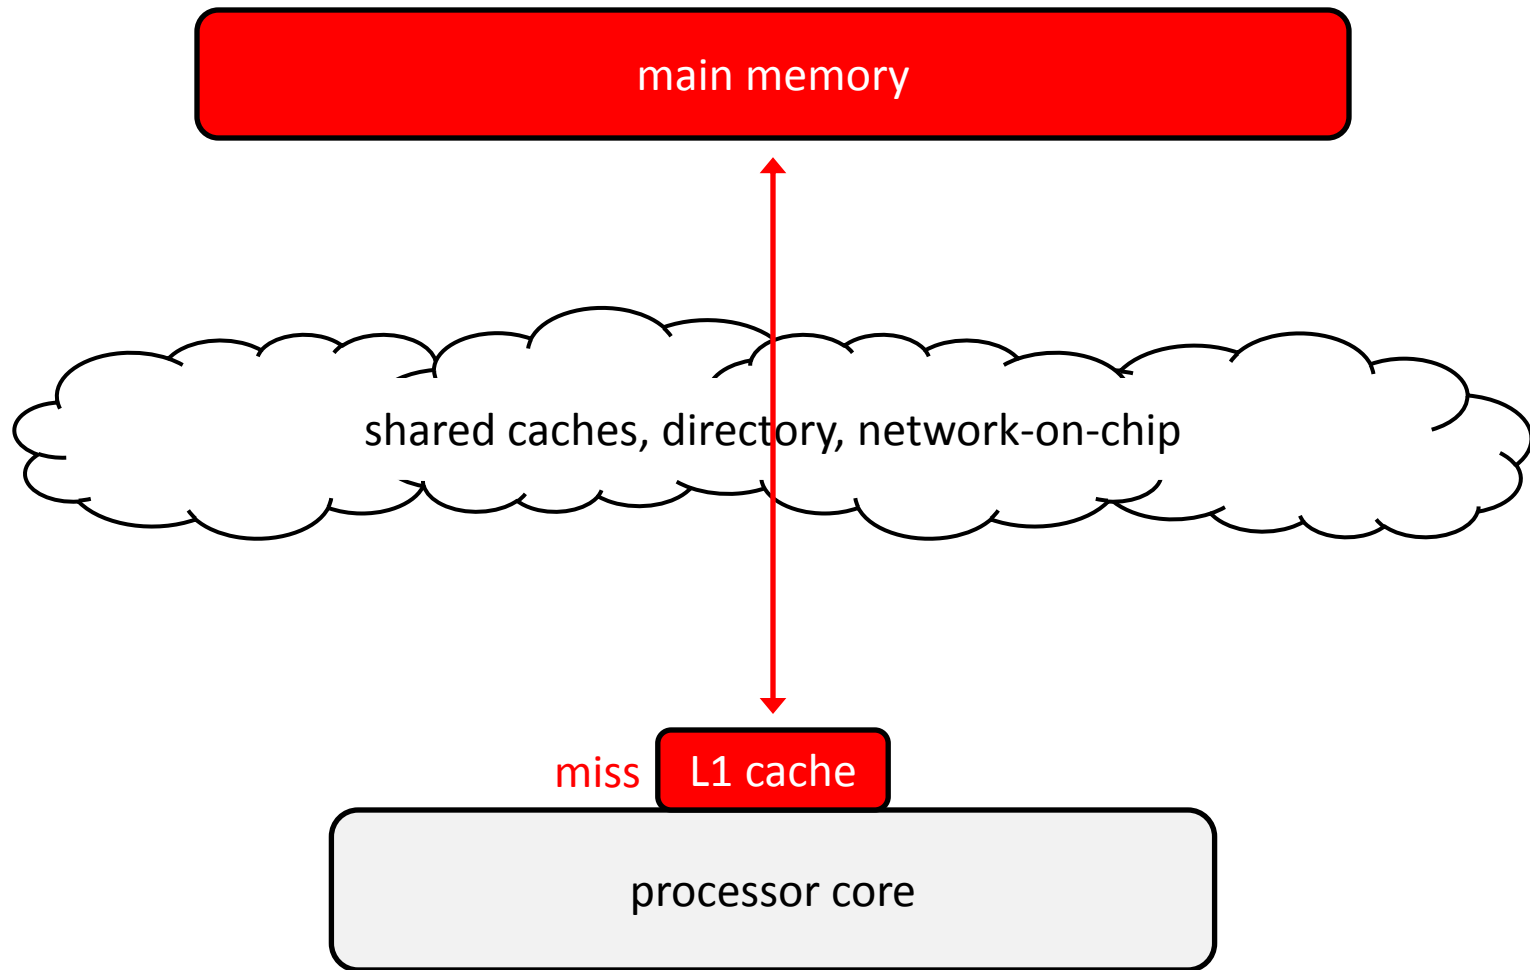 main memory
shared caches, directory, network-on-chip
miss
L1 cache
processor core